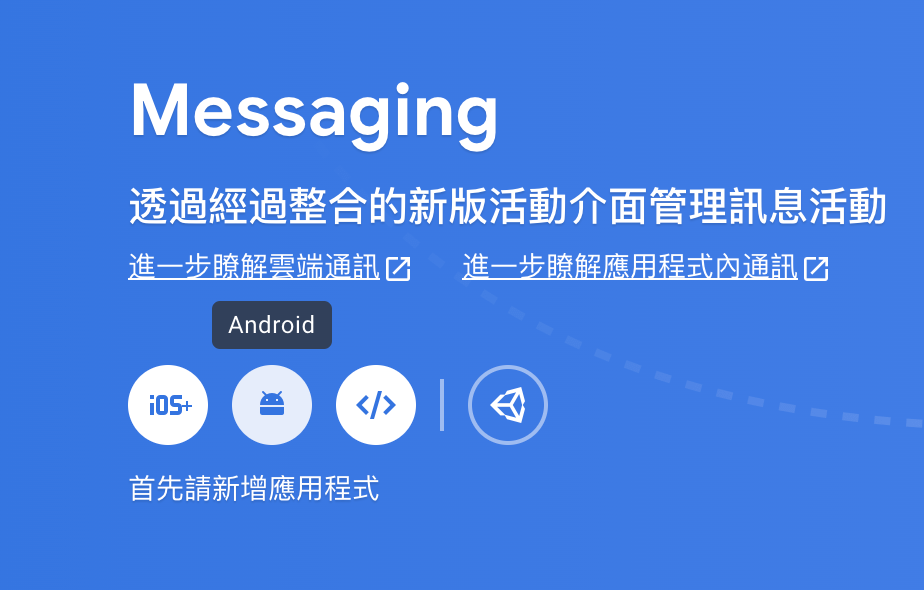 Messaging
透過經過整合的新版活動介面管理訊息活動
進一步瞭解雲端通訊 進一步瞭解應用程式內通訊
Android
iOS+ </>
首先請新增應用程式